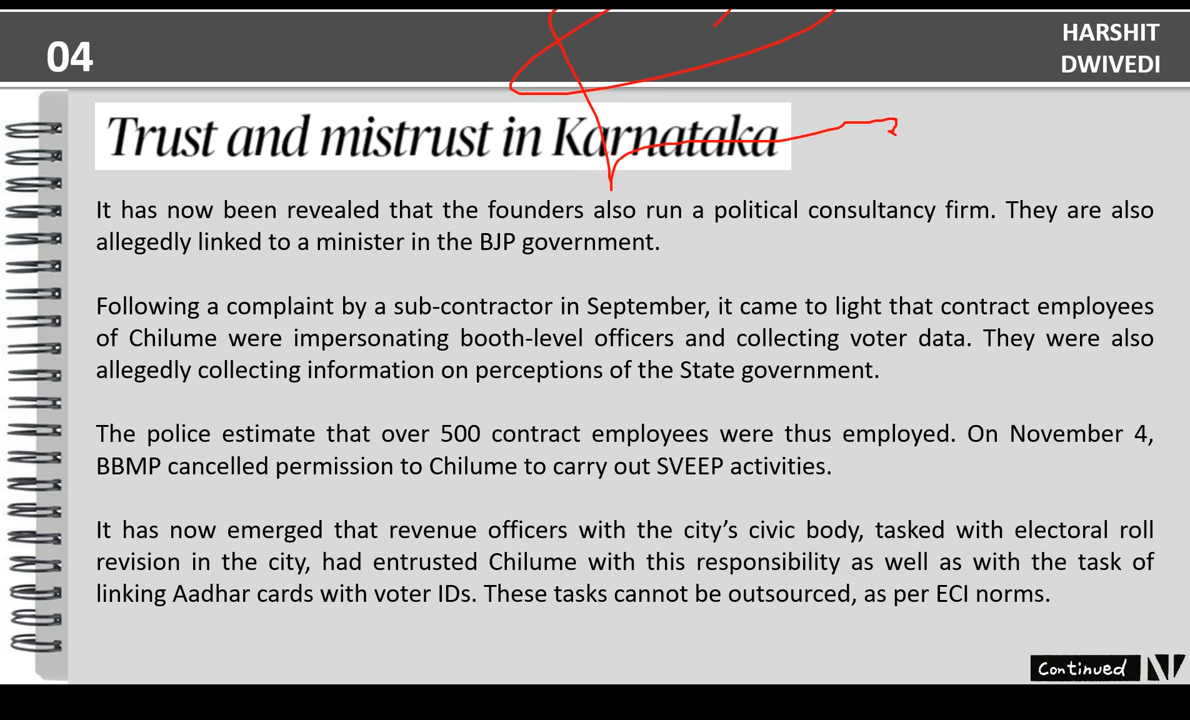 04
HARSHIT
DWIVEDI
Trust and mistrust in Karnataka
It has now been revealed that the founders also run a political consultancy firm. They are also
allegedly linked to a minister in the BJP government.
Following a complaint by a sub-contractor in September, it came to light that contract employees
of Chilume were impersonating booth-level officers and collecting voter data. They were also
allegedly collecting information on perceptions of the State government.
The police estimate that over 500 contract employees were thus employed. On November 4,
BBMP cancelled permission to Chilume to carry out SVEEP activities.
It has now emerged that revenue officers with the city’s civic body, tasked with electoral roll
revision in the city, had entrusted Chilume with this responsibility as well as with the task of
linking Aadhar cards with voter IDs. These tasks cannot be outsourced, as per ECI norms.
Continued